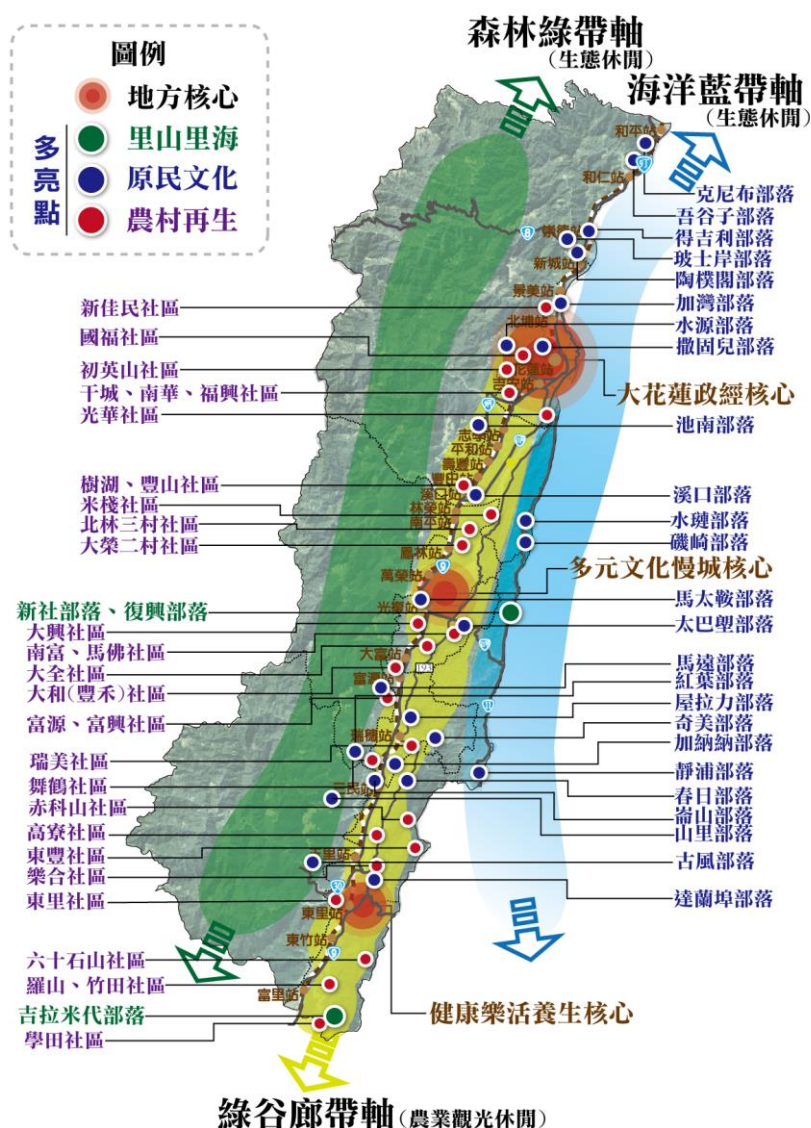 森林綠帶軸
(生態休閒)
海洋藍帶軸
(生態休閒)
圖例
地方核心
多亮點
里山里海
原民文化
農村再生
和平站
和仁站
崇德站
新城站
景美站
北埔站
花蓮站
吉安站
志學站
平和站
壽豐站
豐田站
溪口站
林榮站
南平站
鳳林站
萬榮站
光復站
大富站
富源站
瑞穗站
三民站
玉里站
東里站
東竹站
富里站
8
9
193
11
30
9
新佳民社區
國福社區
初英山社區
干城、南華、福興社區
光華社區
樹湖、豐山社區
米棧社區
北林三村社區
大榮二村社區
新社部落、復興部落
大興社區
南富、馬佛社區
大全社區
大和(豐禾)社區
富源、富興社區
瑞美社區
舞鶴社區
赤科山社區
高寮社區
東豐社區
樂合社區
東里社區
六十石山社區
羅山、竹田社區
吉拉米代部落
學田社區
克尼布部落
吾谷子部落
得吉利部落
玻士岸部落
陶樸閣部落
加灣部落
水源部落
撒固兒部落
大花蓮政經核心
池南部落
溪口部落
水璉部落
磯崎部落
多元文化慢城核心
馬太鞍部落
太巴塱部落
馬遠部落
紅葉部落
屋拉力部落
奇美部落
加納納部落
靜浦部落
春日部落
崙山部落
山里部落
古風部落
達蘭埠部落
健康樂活養生核心
綠谷廊帶軸(農業觀光休閒)